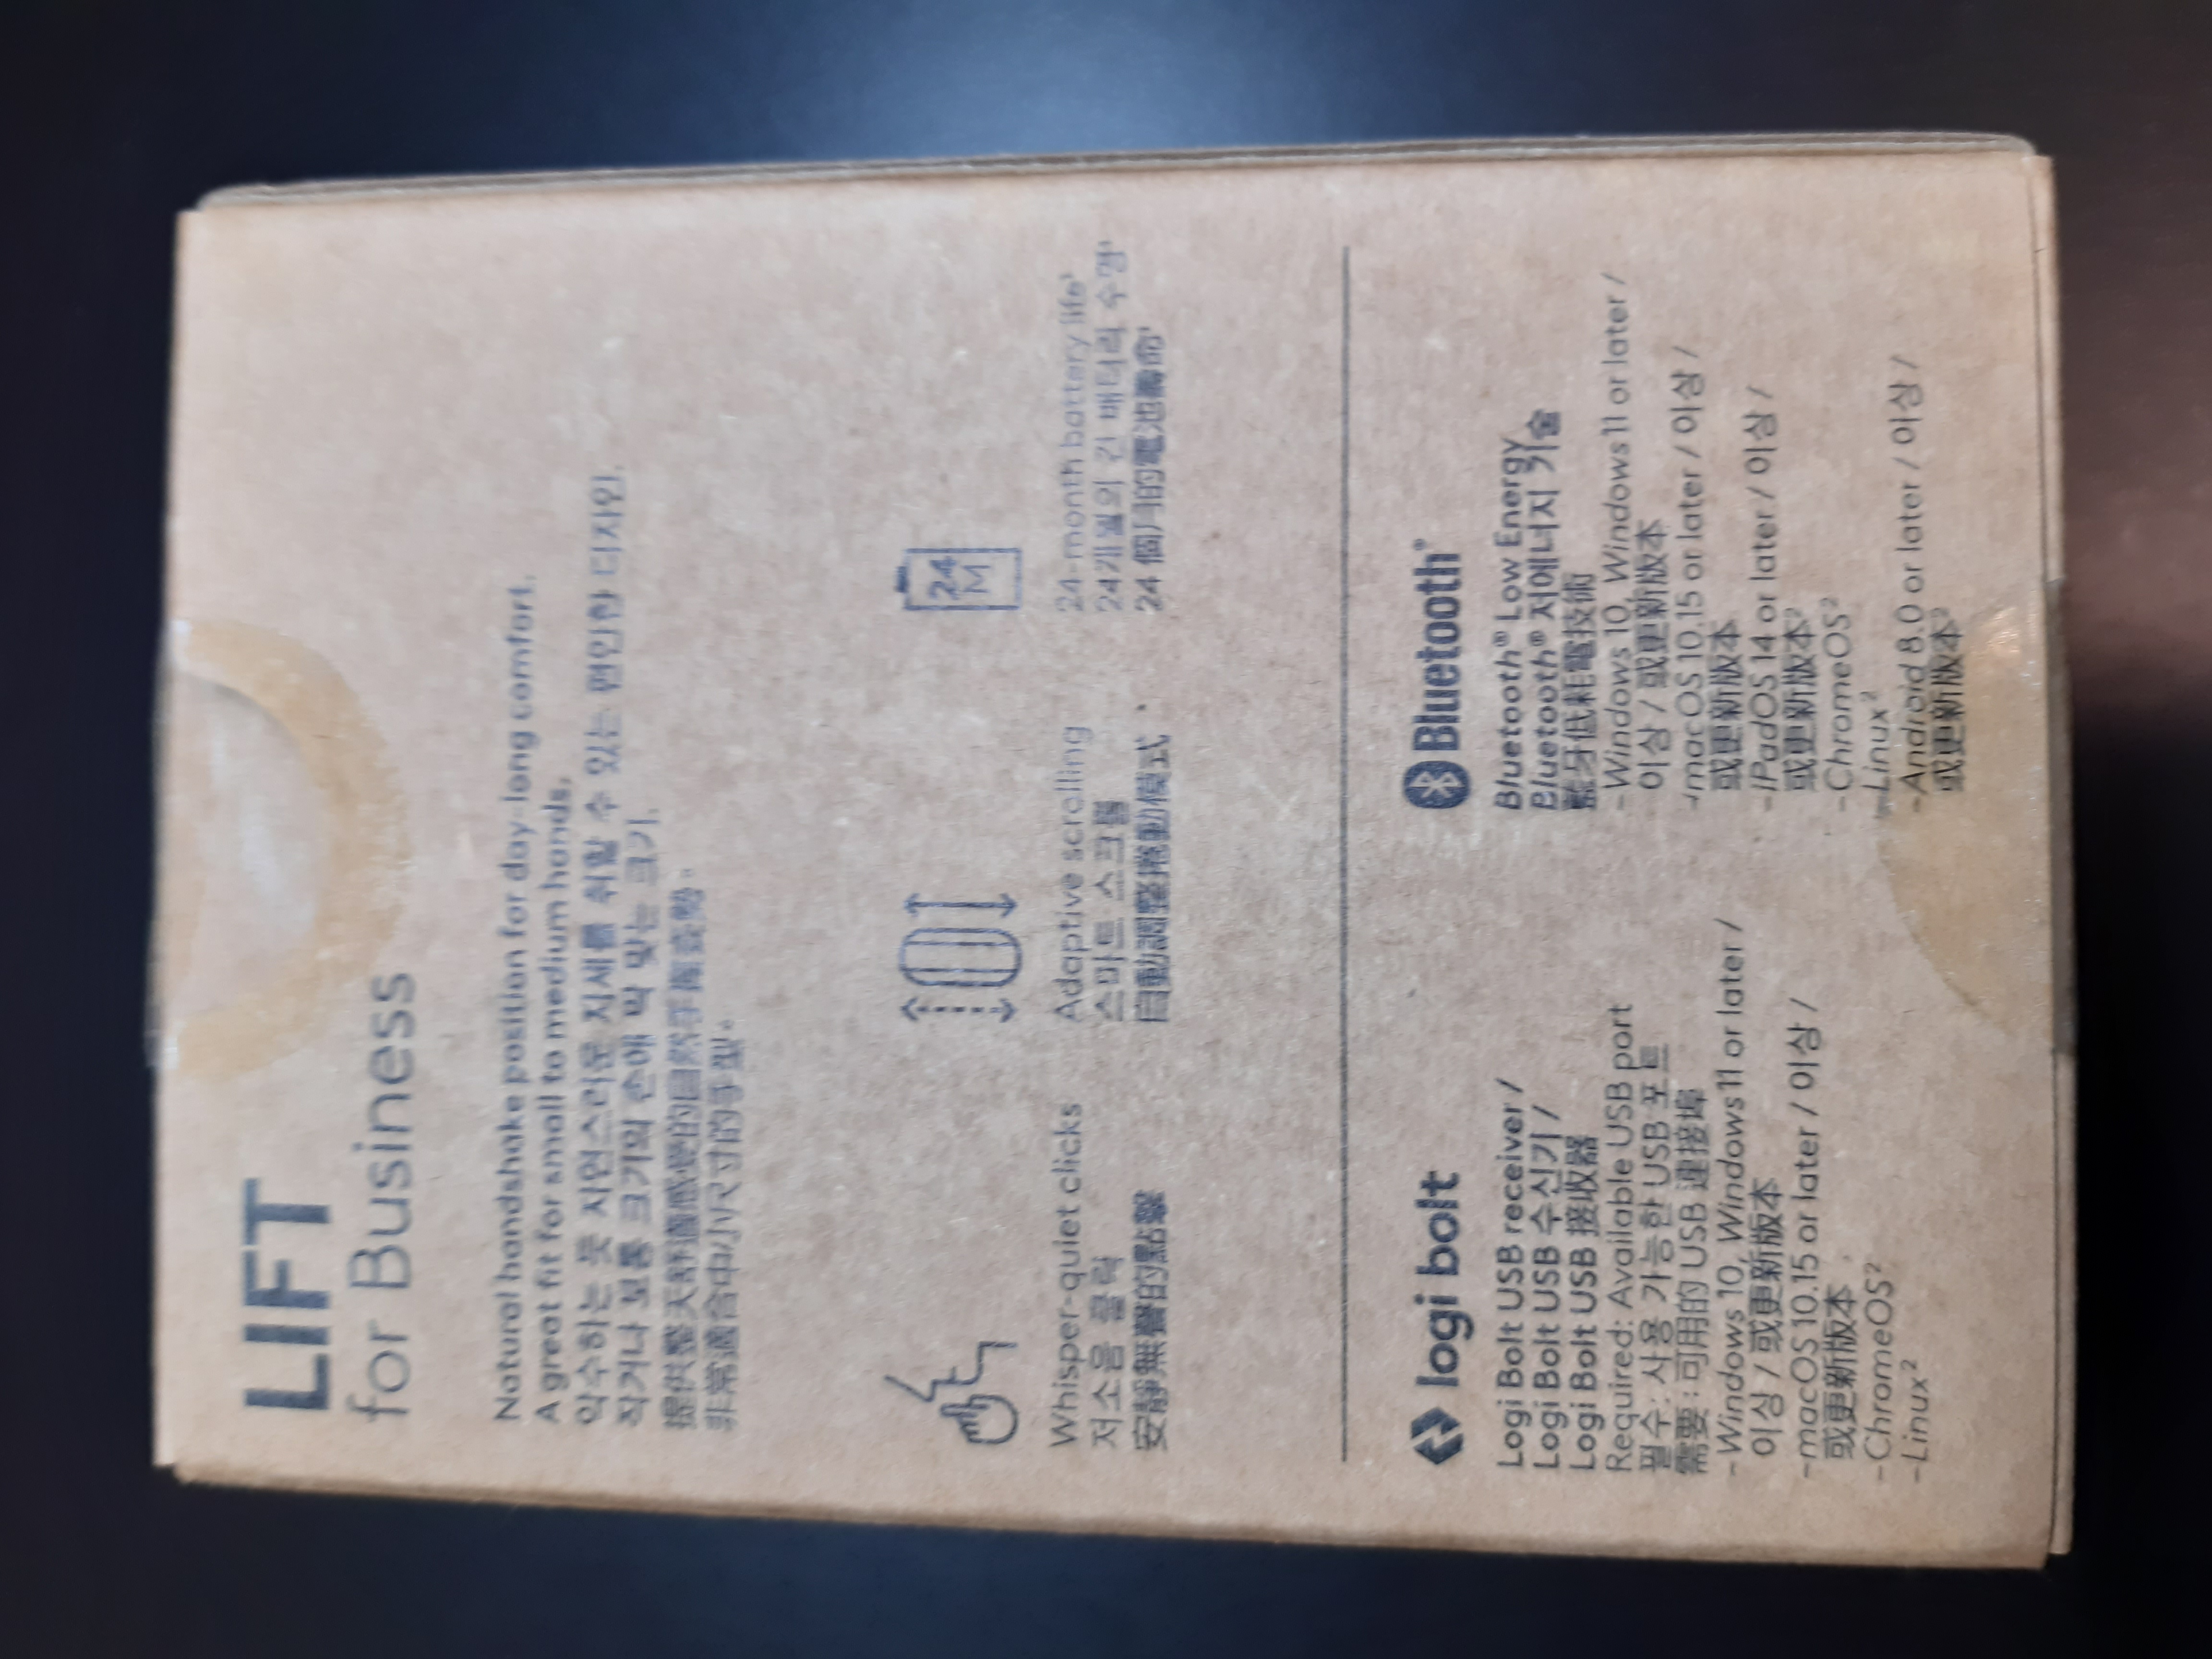 LIFT
for Business
Natural handshake position for day-long comfort.
A great fit for small to medium hands.
악수하는 듯 자연스러운 자세를 취할 수 있는 편안한 디자인.
작거나 보통 크기의 손에 딱 맞는 크기.
提供整天舒適感受的自然手握姿勢。
非常適合中小尺寸的手型。
24
M
Whisper-quiet clicks
저소음 클릭
安靜無聲的點擊
Adaptive scrolling
스마트 스크롤
自動調整捲動模式
24-month battery life¹
24개월의 긴 배터리 수명¹
24 個月的電池壽命¹
logi bolt
Logi Bolt USB receiver /
Logi Bolt USB 수신기 /
Logi Bolt USB 接收器
Required: Available USB port
필수: 사용 가능한 USB 포트
需要：可用的 USB 連接埠
-Windows 10, Windows 11 or later /
이상 / 或更新版本
-macOS 10.15 or later / 이상 /
或更新版本
-ChromeOS²
-Linux²
Bluetooth®
Bluetooth® Low Energy
Bluetooth® 저에너지 기술
藍牙低耗電技術
-Windows 10, Windows 11 or later /
이상 / 或更新版本
-macOS 10.15 or later / 이상 /
或更新版本
-iPadOS 14 or later / 이상 /
或更新版本²
-ChromeOS²
-Linux²
-Android 8.0 or later / 이상 /
或更新版本²